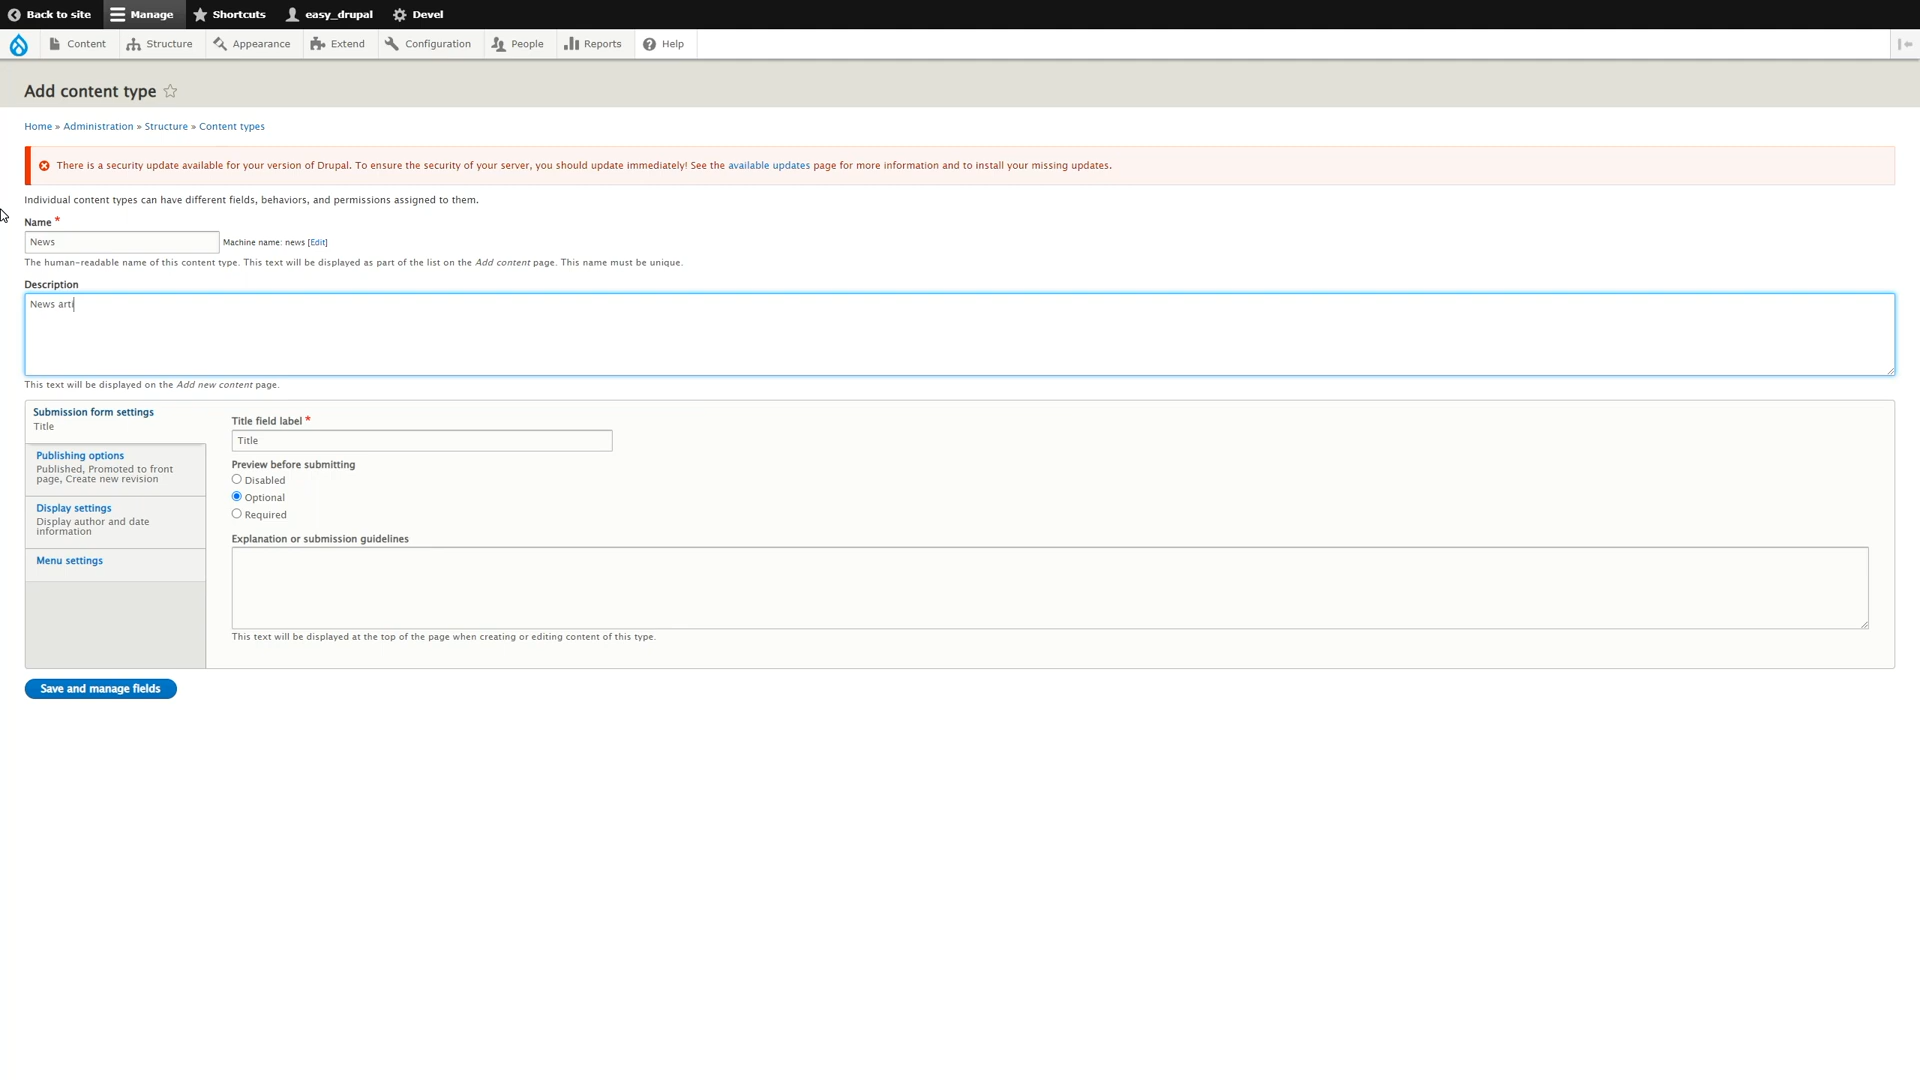 Back to site Manage Shortcuts easy_drupal Devel
Content Structure Appearance Extend Configuration People Reports Help
Add content type
Home » Administration » Structure » Content types
There is a security update available for your version of Drupal. To ensure the security of your server, you should update immediately! See the available updates page for more information and to install your missing updates.
Individual content types can have different fields, behaviors, and permissions assigned to them.
Name *
News Machine name: news [Edit]
The human-readable name of this content type. This text will be displayed as part of the list on the Add content page. This name must be unique.
Description
News arti
This text will be displayed on the Add new content page.
Submission form settings
Title
Publishing options
Published, Promoted to front
page, Create new revision
Display settings
Display author and date
information
Menu settings
Title field label *
Title
Preview before submitting
Disabled
Optional
Required
Explanation or submission guidelines
This text will be displayed at the top of the page when creating or editing content of this type.
Save and manage fields